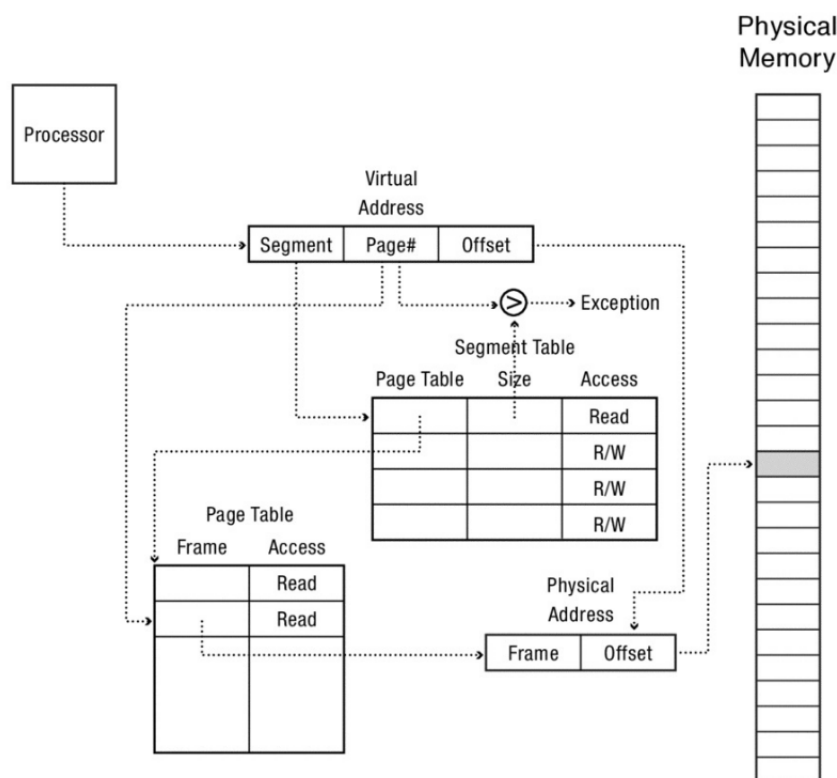 Physical
Memory
Processor
Virtual
Address
Segment Page# Offset
> Exception
Segment Table
Page Table Size Access
Read
R/W
R/W
R/W
Page Table
Frame Access
Read
Read
Physical
Address
Frame Offset